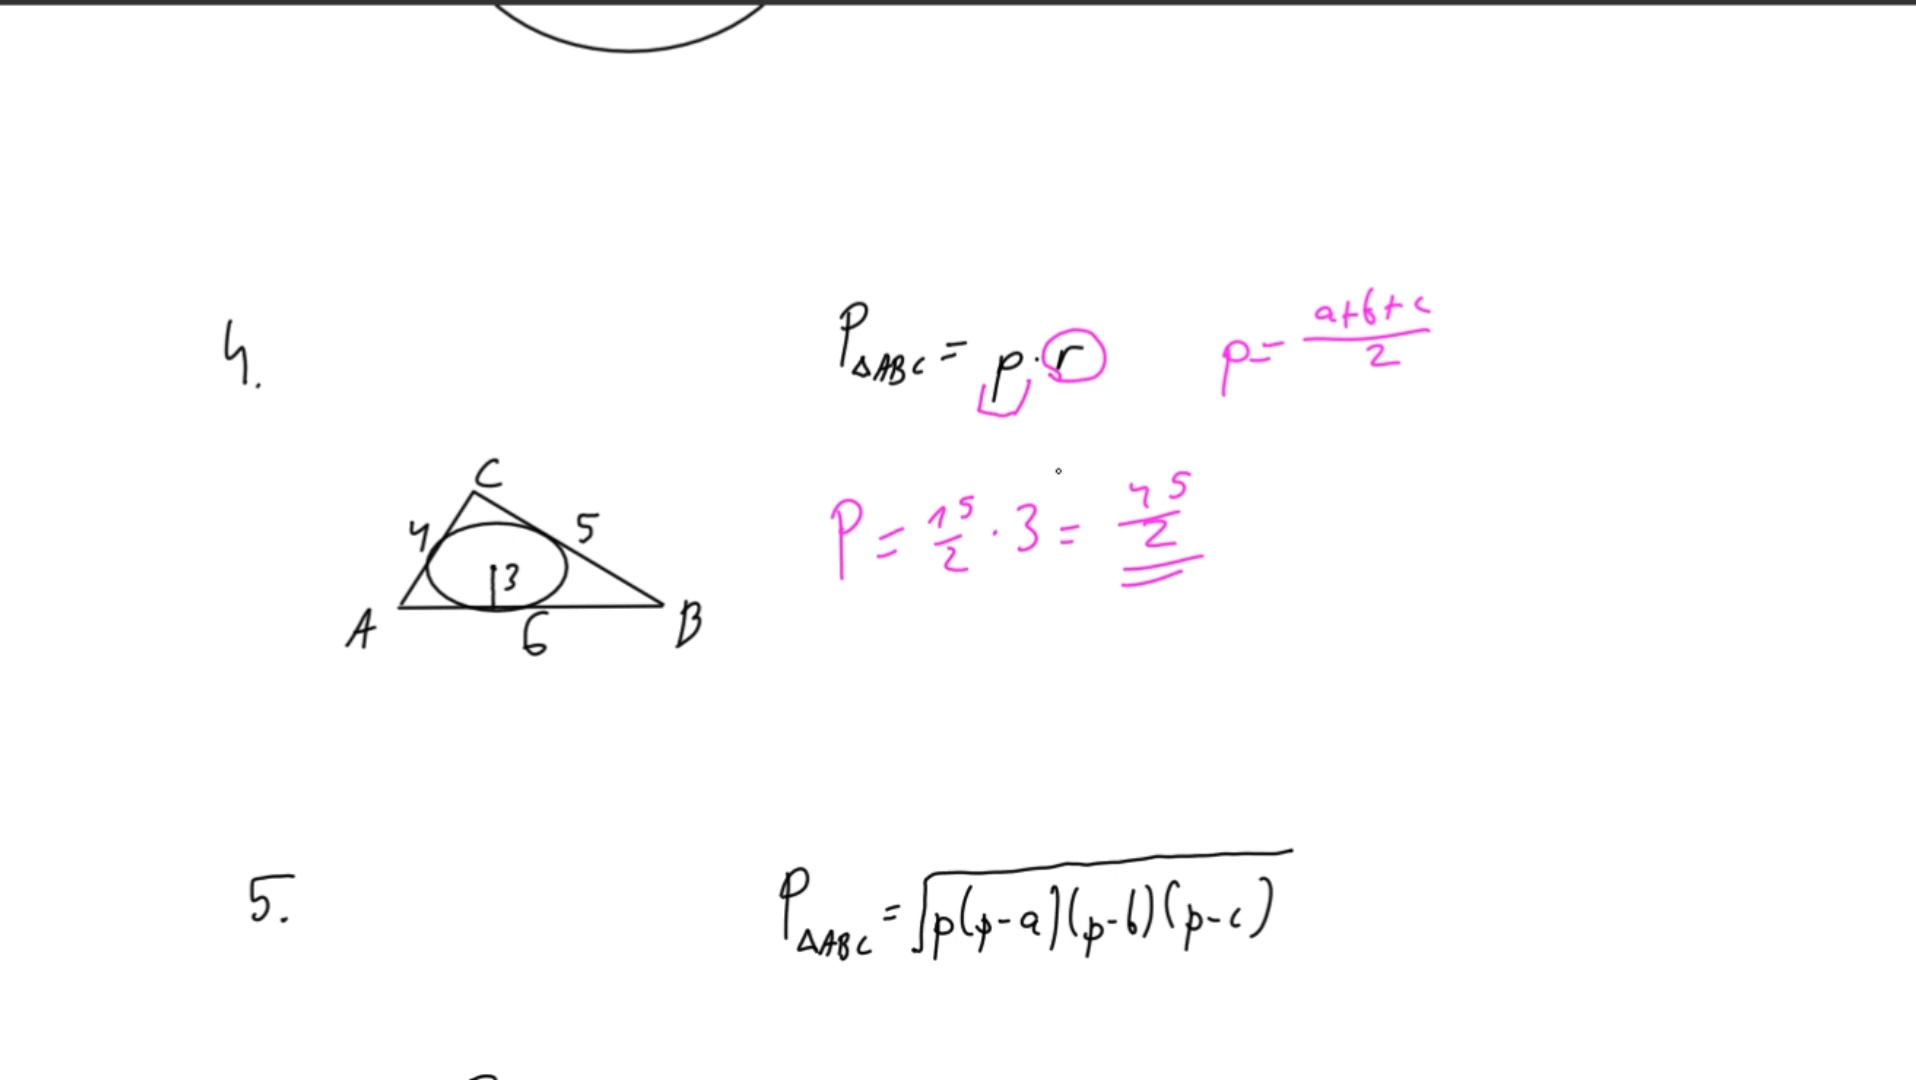 4.
P△ABC = p · r
p = (a+b+c)/2
C
4
5
3
A
6
B
P = 15/2 · 3 = 45/2
5.
P△ABC = √(p(p-a)(p-b)(p-c))